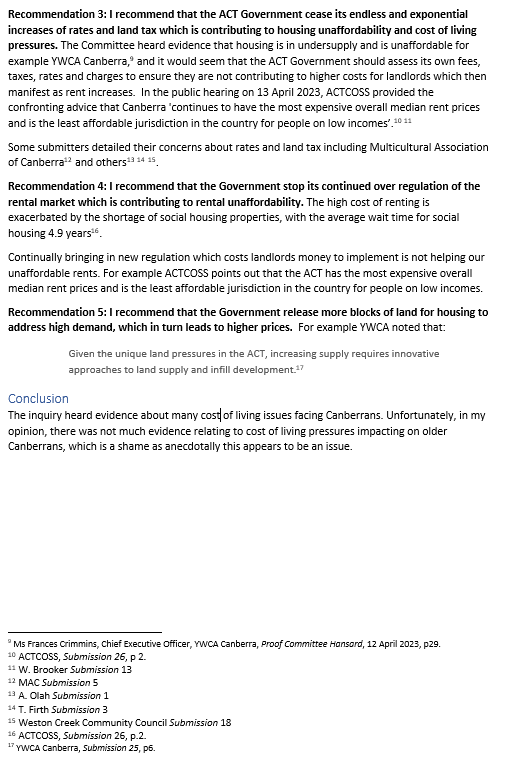 Recommendation 3: I recommend that the ACT Government cease its endless and exponential
increases of rates and land tax which is contributing to housing unaffordability and cost of living
pressures. The Committee heard evidence that housing is in undersupply and is unaffordable for
example YWCA Canberra,⁹ and it would seem that the ACT Government should assess its own fees,
taxes, rates and charges to ensure they are not contributing to higher costs for landlords which then
manifest as rent increases.  In the public hearing on 13 April 2023, ACTCOSS provided the
confronting advice that Canberra 'continues to have the most expensive overall median rent prices
and is the least affordable jurisdiction in the country for people on low incomes’.¹⁰ ¹¹
Some submitters detailed their concerns about rates and land tax including Multicultural Association
of Canberra¹² and others¹³ ¹⁴ ¹⁵.
Recommendation 4: I recommend that the Government stop its continued over regulation of the
rental market which is contributing to rental unaffordability. The high cost of renting is
exacerbated by the shortage of social housing properties, with the average wait time for social
housing 4.9 years¹⁶.
Continually bringing in new regulation which costs landlords money to implement is not helping our
unaffordable rents. For example ACTCOSS points out that the ACT has the most expensive overall
median rent prices and is the least affordable jurisdiction in the country for people on low incomes.
Recommendation 5: I recommend that the Government release more blocks of land for housing to
address high demand, which in turn leads to higher prices.  For example YWCA noted that:
Given the unique land pressures in the ACT, increasing supply requires innovative
approaches to land supply and infill development.¹⁷
Conclusion
The inquiry heard evidence about many cost of living issues facing Canberrans. Unfortunately, in my
opinion, there was not much evidence relating to cost of living pressures impacting on older
Canberrans, which is a shame as anecdotally this appears to be an issue.
⁹ Ms Frances Crimmins, Chief Executive Officer, YWCA Canberra, Proof Committee Hansard, 12 April 2023, p29.
¹⁰ ACTCOSS, Submission 26, p 2.
¹¹ W. Brooker Submission 13
¹² MAC Submission 5
¹³ A. Olah Submission 1
¹⁴ T. Firth Submission 3
¹⁵ Weston Creek Community Council Submission 18
¹⁶ ACTCOSS, Submission 26, p.2.
¹⁷ YWCA Canberra, Submission 25, p6.